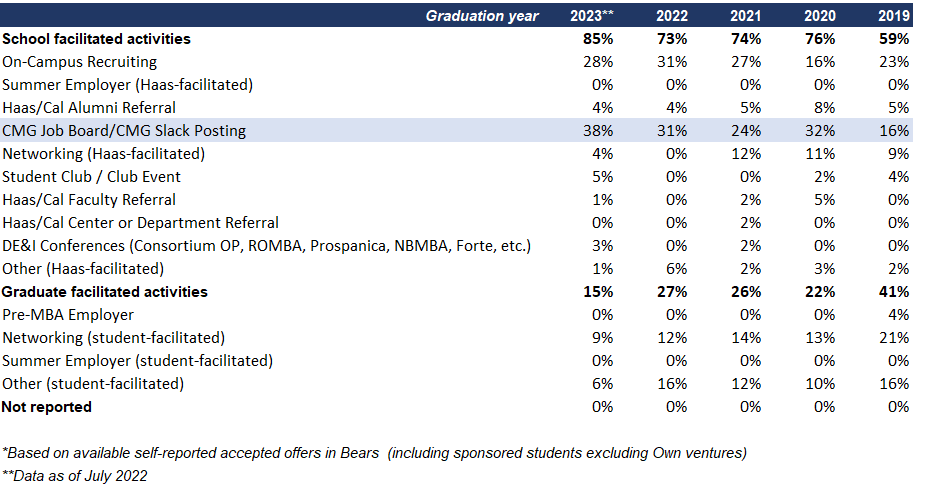 Graduation year 2023** 2022 2021 2020 2019
School facilitated activities 85% 73% 74% 76% 59%
On-Campus Recruiting 28% 31% 27% 16% 23%
Summer Employer (Haas-facilitated) 0% 0% 0% 0% 0%
Haas/Cal Alumni Referral 4% 4% 5% 8% 5%
CMG Job Board/CMG Slack Posting 38% 31% 24% 32% 16%
Networking (Haas-facilitated) 4% 0% 12% 11% 9%
Student Club / Club Event 5% 0% 0% 2% 4%
Haas/Cal Faculty Referral 1% 0% 2% 5% 0%
Haas/Cal Center or Department Referral 0% 0% 2% 0% 0%
DE&I Conferences (Consortium OP, ROMBA, Prospanica, NBMBA, Forte, etc.) 3% 0% 2% 0% 0%
Other (Haas-facilitated) 1% 6% 2% 3% 2%
Graduate facilitated activities 15% 27% 26% 22% 41%
Pre-MBA Employer 0% 0% 0% 0% 4%
Networking (student-facilitated) 9% 12% 14% 13% 21%
Summer Employer (student-facilitated) 0% 0% 0% 0% 0%
Other (student-facilitated) 6% 16% 12% 10% 16%
Not reported 0% 0% 0% 0% 0%
*Based on available self-reported accepted offers in Bears (including sponsored students excluding Own ventures)
**Data as of July 2022